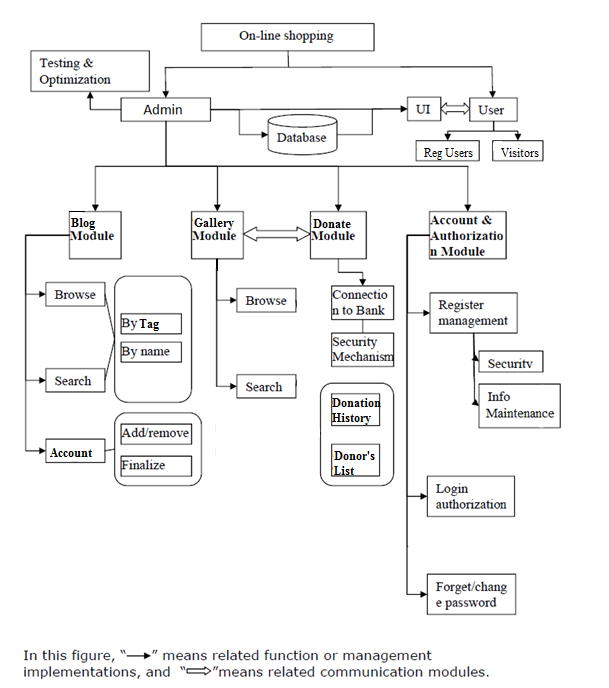 On-line shopping
Testing &
Optimization
Admin
UI
User
Database
Reg Users
Visitors
Blog
Module
Gallery
Module
Donate
Module
Account &
Authorizatio
n Module
Browse
By Tag
By name
Search
Account
Add/remove
Finalize
Browse
Search
Connectio
n to Bank
Security
Mechanism
Donation
History
Donor's
List
Register
management
Security
Info
Maintenance
Login
authorization
Forget/chang
e password
In this figure, "→" means related function or management
implementations, and "⇨"means related communication modules.